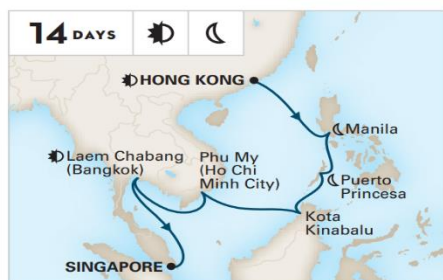 14 DAYS
HONG KONG
Manila
Laem Chabang
(Bangkok)
Phu My
(Ho Chi
Minh City)
Puerto
Princesa
Kota
Kinabalu
SINGAPORE